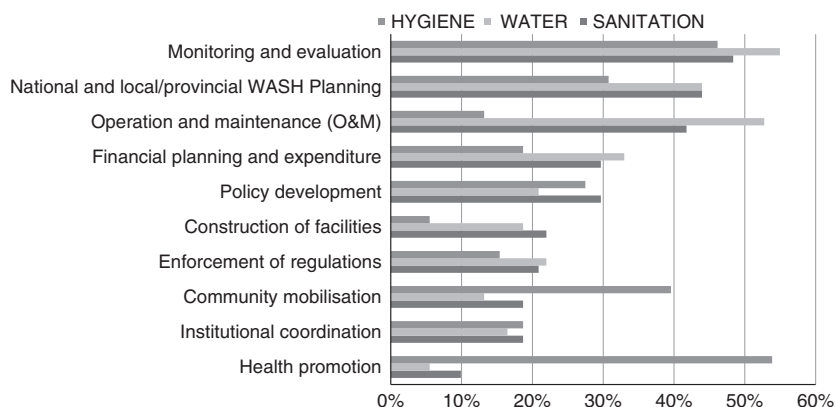 HYGIENE WATER SANITATION
Monitoring and evaluation
National and local/provincial WASH Planning
Operation and maintenance (O&M)
Financial planning and expenditure
Policy development
Construction of facilities
Enforcement of regulations
Community mobilisation
Institutional coordination
Health promotion
0% 10% 20% 30% 40% 50% 60%